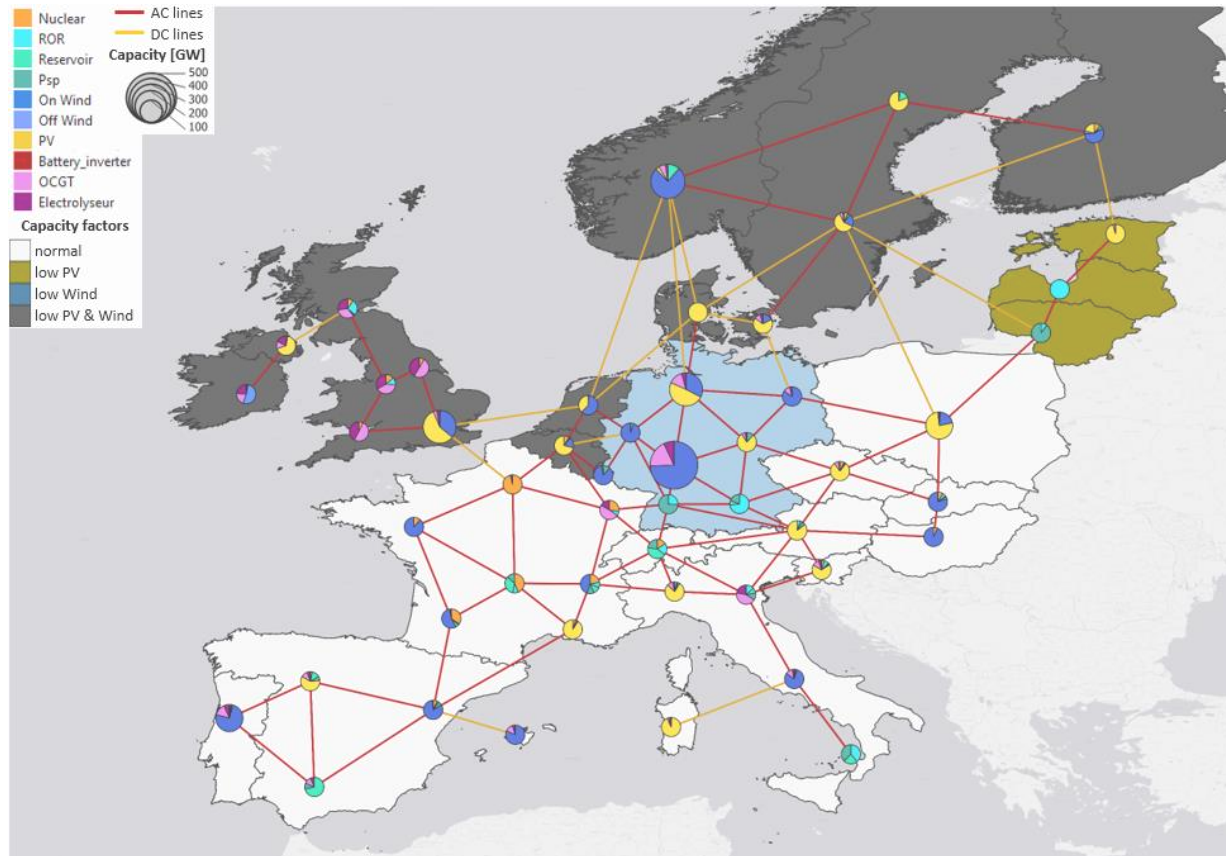 Nuclear
ROR
Reservoir
Psp
On Wind
Off Wind
PV
Battery_inverter
OCGT
Electrolyseur
Capacity factors
normal
low PV
low Wind
low PV & Wind
AC lines
DC lines
Capacity [GW]
500
400
300
200
100